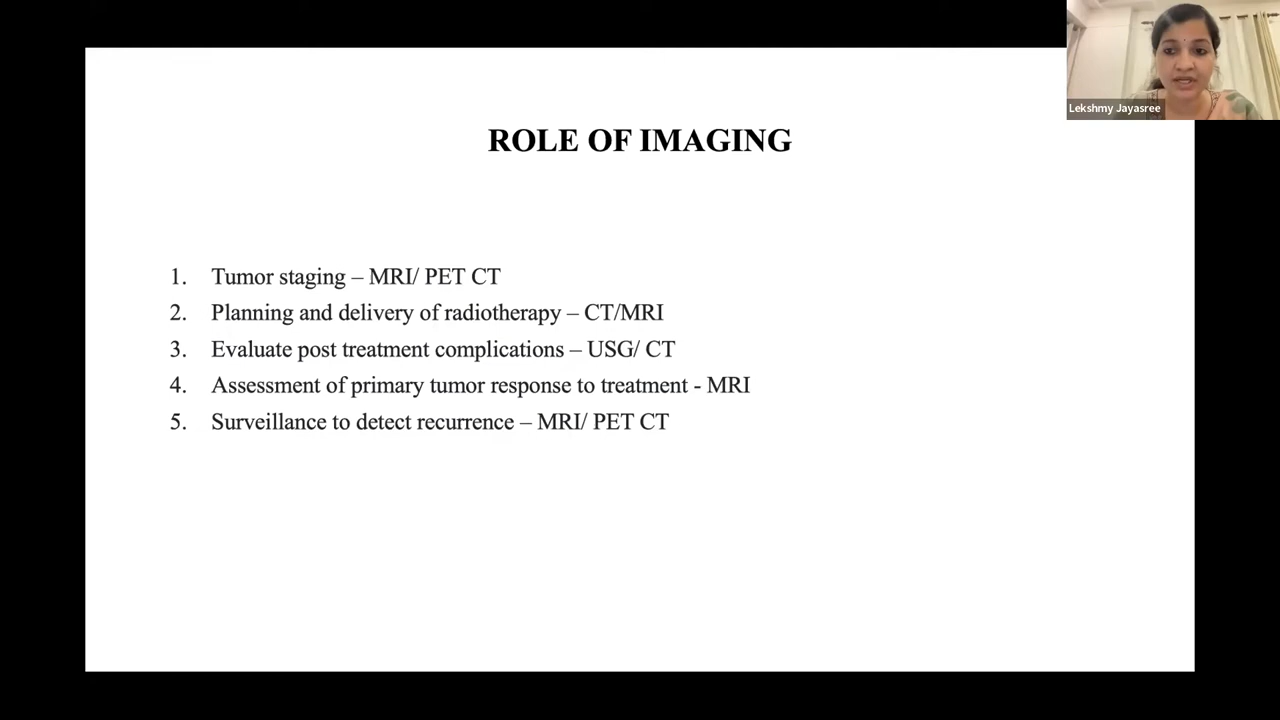 Lekshmy Jayasree
ROLE OF IMAGING
1. Tumor staging – MRI/ PET CT
2. Planning and delivery of radiotherapy – CT/MRI
3. Evaluate post treatment complications – USG/ CT
4. Assessment of primary tumor response to treatment - MRI
5. Surveillance to detect recurrence – MRI/ PET CT